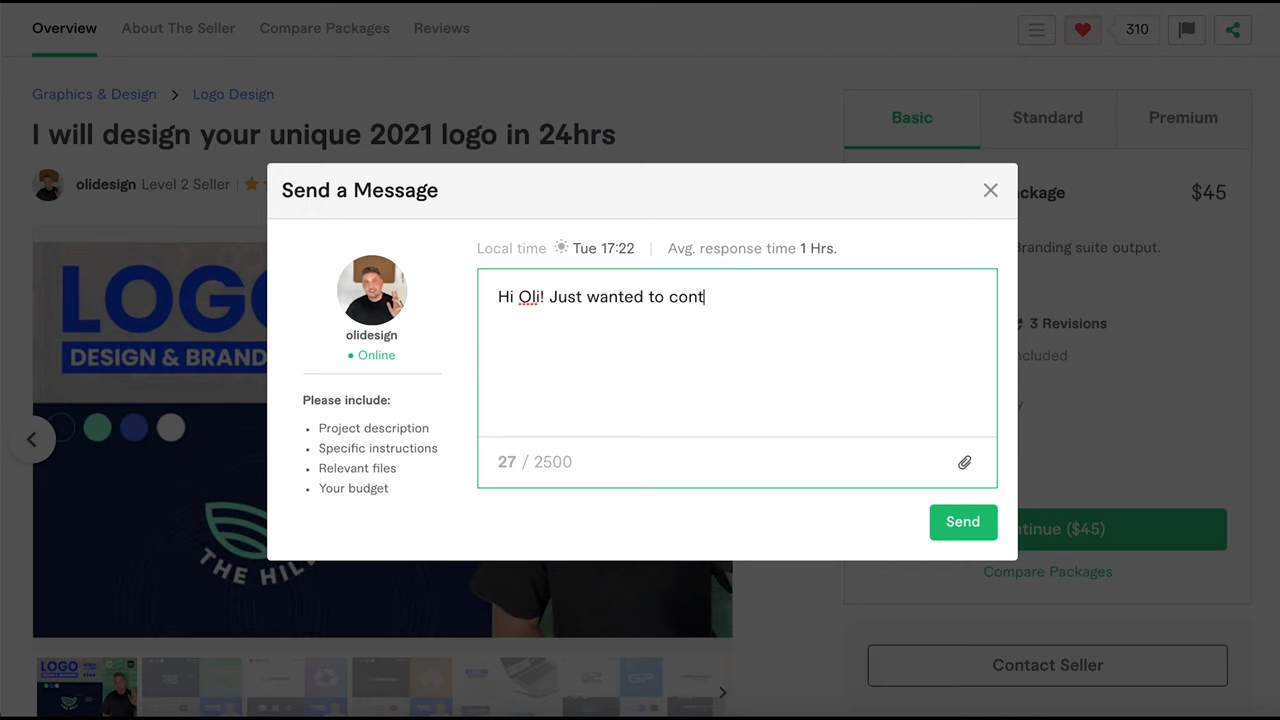 Overview About The Seller Compare Packages Reviews 310
Graphics & Design > Logo Design
I will design your unique 2021 logo in 24hrs
olidesign Level 2 Seller
Basic Standard Premium
$45
Branding suite output.
3 Revisions
Send a Message
Local time Tue 17:22 | Avg. response time 1 Hrs.
olidesign
• Online
Please include:
• Project description
• Specific instructions
• Relevant files
• Your budget
Hi Oli! Just wanted to cont
27 / 2500
Send
($45)
Compare Packages
Contact Seller
LOGO
DESIGN & BRAND
THE HIL
LOGO